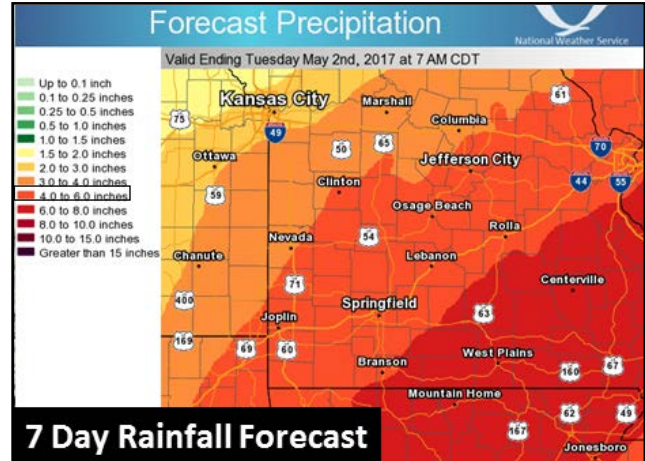 Forecast Precipitation
National Weather Service
Valid Ending Tuesday May 2nd, 2017 at 7 AM CDT
Up to 0.1 inch
0.1 to 0.25 inches
0.25 to 0.5 inches
0.5 to 1.0 inches
1.0 to 1.5 inches
1.5 to 2.0 inches
2.0 to 3.0 inches
3.0 to 4.0 inches
4.0 to 6.0 inches
6.0 to 8.0 inches
8.0 to 10.0 inches
10.0 to 15.0 inches
Greater than 15 inches
Kansas City
Marshall
61
75
Columbia
49
50
65
70
Ottawa
Jefferson City
Clinton
44
55
59
Osage Beach
Rolla
Nevada
54
Chanute
Lebanon
71
Centerville
400
Springfield
63
Joplin
169
69
60
West Plains
Branson
160
67
Mountain Home
62
49
167
Jonesboro
7 Day Rainfall Forecast